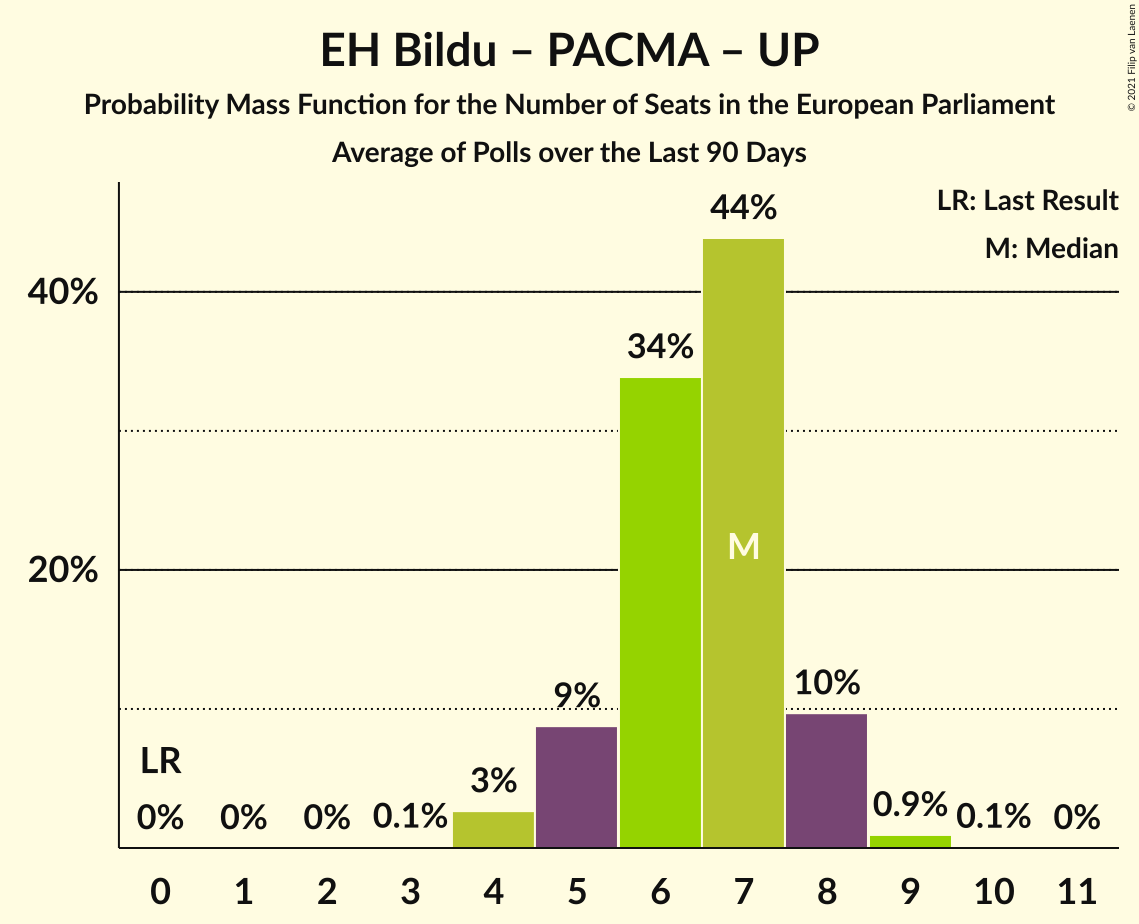 EH Bildu – PACMA – UP
Probability Mass Function for the Number of Seats in the European Parliament
Average of Polls over the Last 90 Days
© 2021 Filip van Laenen
LR: Last Result
M: Median
44%
40%
34%
M
20%
10%
9%
LR
3%
0% 0% 0% 0.1% 0.9% 0.1% 0%
0 1 2 3 4 5 6 7 8 9 10 11